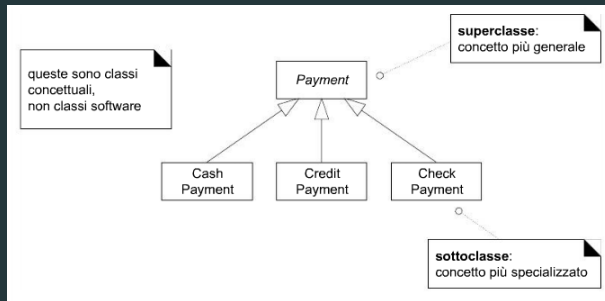 superclasse:
concetto più generale
queste sono classi
concettuali,
non classi software
Payment
Cash
Payment
Credit
Payment
Check
Payment
sottoclasse:
concetto più specializzato